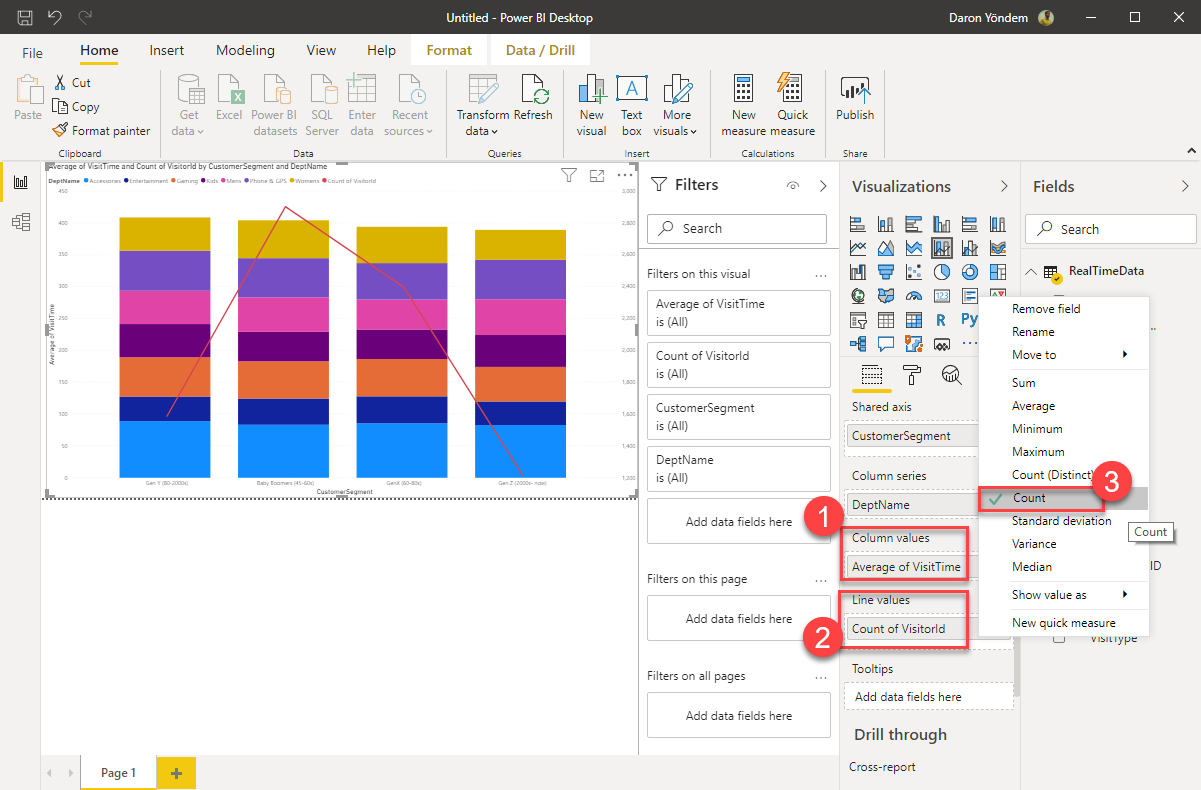 Untitled - Power BI Desktop
Daron Yöndem
File
Home
Insert
Modeling
View
Help
Format
Data / Drill
Paste
Cut
Copy
Format painter
Clipboard
Get data
Excel
Power BI datasets
SQL Server
Enter data
Recent sources
Data
Transform data
Refresh
Queries
New visual
Text box
More visuals
Insert
New measure
Quick measure
Calculations
Publish
Share
Average of VisitTime and Count of VisitorId by CustomerSegment and DeptName
DeptName Accessories Entertainment Gaming Kids Mens Phone & GPS Womens Count of VisitorId
450
400
350
300
250
200
150
100
50
0
Average of VisitTime
3,000
2,800
2,600
2,400
2,200
2,000
1,800
1,600
1,400
1,200
Gen Y (80-2000s)
Baby Boomers (45-60s)
GenX (60-80s)
Gen Z (2000s- now)
CustomerSegment
Filters
Search
Filters on this visual
Average of VisitTime
is (All)
Count of VisitorId
is (All)
CustomerSegment
is (All)
DeptName
is (All)
Add data fields here
Filters on this page
Add data fields here
Filters on all pages
Add data fields here
Visualizations
R
Py
Shared axis
CustomerSegment
Column series
DeptName
1
Column values
Average of VisitTime
2
Line values
Count of VisitorId
Tooltips
Add data fields here
Drill through
Cross-report
Fields
Search
RealTimeData
Remove field
Rename
Move to
Sum
Average
Minimum
Maximum
Count (Distinct)
3
Count
Standard deviation
Count
Variance
Median
Show value as
New quick measure
ID
VisitType
Page 1